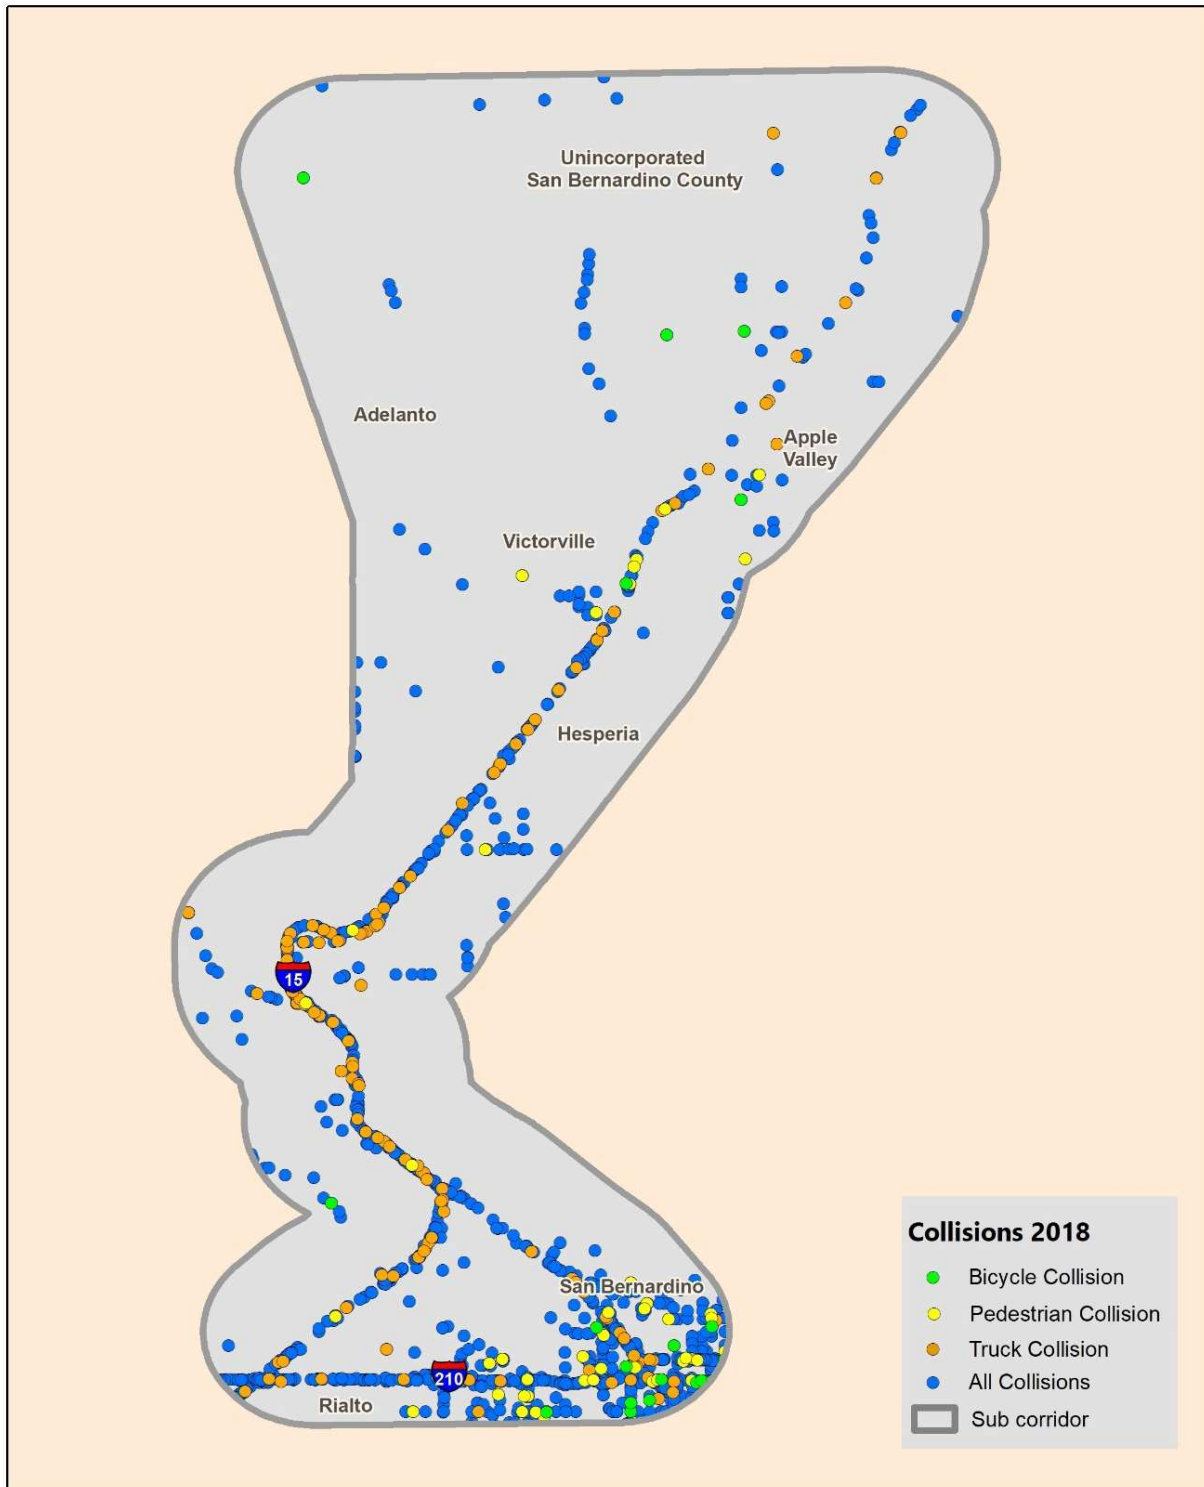 Unincorporated
San Bernardino County
Adelanto
Apple
Valley
Victorville
Hesperia
15
San Bernardino
210
Rialto
Collisions 2018
Bicycle Collision
Pedestrian Collision
Truck Collision
All Collisions
Sub corridor